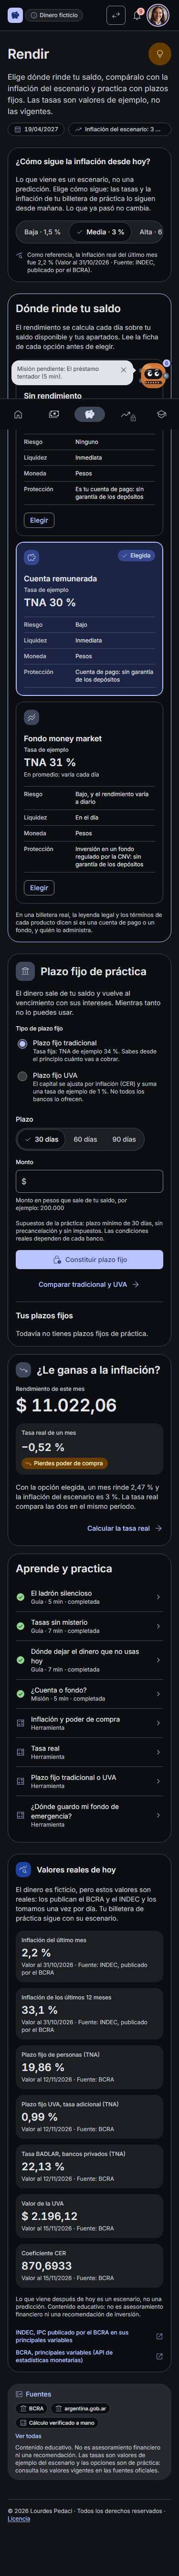 Dinero ficticio
8
Rendir
Elige dónde rinde tu saldo, compáralo con la
inflación del escenario y practica con plazos
fijos. Las tasas son valores de ejemplo, no
las vigentes.
19/04/2027
Inflación del escenario: 3 ...
¿Cómo sigue la inflación desde hoy?
Lo que viene es un escenario, no una
predicción. Elige cómo sigue: las tasas y la
inflación de tu billetera de práctica lo siguen
desde mañana. Lo que ya pasó no cambia.
Baja · 1,5 %
Media · 3 %
Alta · 6
Como referencia, la inflación real del último mes
fue 2,2 % (Valor al 31/10/2026 · Fuente: INDEC,
publicado por el BCRA).
Dónde rinde tu saldo
El rendimiento se calcula cada día sobre tu
saldo disponible y tus apartados. Lee la ficha
de cada opción antes de elegir.
Misión pendiente: El préstamo
tentador (5 min).
Sin rendimiento
Riesgo
Ninguno
Liquidez
Inmediata
Moneda
Pesos
Protección
Es tu cuenta de pago: sin
garantía de los depósitos
Elegir
Elegida
Cuenta remunerada
Tasa de ejemplo
TNA 30 %
Riesgo
Bajo
Liquidez
Inmediata
Moneda
Pesos
Protección
Cuenta de pago: sin garantía
de los depósitos
Fondo money market
Tasa de ejemplo
TNA 31 %
En promedio: varía cada día
Riesgo
Bajo, y el rendimiento varía
a diario
Liquidez
En el día
Moneda
Pesos
Protección
Inversión en un fondo
regulado por la CNV: sin
garantía de los depósitos
Elegir
En una billetera real, la leyenda legal y los términos de
cada producto dicen si es una cuenta de pago o un
fondo, y quién lo administra.
Plazo fijo de práctica
El dinero sale de tu saldo y vuelve al
vencimiento con sus intereses. Mientras tanto
no lo puedes usar.
Tipo de plazo fijo
Plazo fijo tradicional
Tasa fija: TNA de ejemplo 34 %. Sabes desde
el principio cuánto vas a cobrar.
Plazo fijo UVA
El capital se ajusta por inflación (CER) y suma
una tasa de ejemplo de 1 %. No todos los
bancos lo ofrecen.
Plazo
30 días
60 días
90 días
Monto
$
Monto en pesos que sale de tu saldo, por
ejemplo: 200.000
Supuestos de la práctica: plazo mínimo de 30 días, sin
precancelación y sin impuestos. Las condiciones
reales dependen de cada banco.
Constituir plazo fijo
Comparar tradicional y UVA
Tus plazos fijos
Todavía no tienes plazos fijos de práctica.
¿Le ganas a la inflación?
Rendimiento de este mes
$ 11.022,06
Tasa real de un mes
−0,52 %
Pierdes poder de compra
Con la opción elegida, un mes rinde 2,47 % y
la inflación del escenario es 3 %. La tasa real
compara las dos en el mismo período.
Calcular la tasa real
Aprende y practica
El ladrón silencioso
Guía · 5 min · completada
Tasas sin misterio
Guía · 7 min · completada
Dónde dejar el dinero que no usas
hoy
Guía · 7 min · completada
¿Cuenta o fondo?
Misión · 5 min · completada
Inflación y poder de compra
Herramienta
Tasa real
Herramienta
Plazo fijo tradicional o UVA
Herramienta
¿Dónde guardo mi fondo de
emergencia?
Herramienta
Valores reales de hoy
El dinero es ficticio, pero estos valores son
reales: los publican el BCRA y el INDEC y los
tomamos una vez por día. Tu billetera de
práctica sigue con su escenario.
Inflación del último mes
2,2 %
Valor al 31/10/2026 · Fuente: INDEC, publicado
por el BCRA
Inflación de los últimos 12 meses
33,1 %
Valor al 31/10/2026 · Fuente: INDEC, publicado
por el BCRA
Plazo fijo de personas (TNA)
19,86 %
Valor al 12/11/2026 · Fuente: BCRA
Plazo fijo UVA, tasa adicional (TNA)
0,99 %
Valor al 12/11/2026 · Fuente: BCRA
Tasa BADLAR, bancos privados (TNA)
22,13 %
Valor al 12/11/2026 · Fuente: BCRA
Valor de la UVA
$ 2.196,12
Valor al 15/11/2026 · Fuente: BCRA
Coeficiente CER
870,6933
Valor al 15/11/2026 · Fuente: BCRA
Lo que viene después de hoy es un escenario, no una
predicción. Contenido educativo: no es asesoramiento
financiero ni una recomendación de inversión.
INDEC, IPC publicado por el BCRA en sus
principales variables
BCRA, principales variables (API de
estadísticas monetarias)
Fuentes
BCRA
argentina.gob.ar
Cálculo verificado a mano
Ver todas
Contenido educativo. No es asesoramiento financiero
ni una recomendación. Las tasas son valores de
ejemplo del escenario y las opciones son de práctica:
consulta los valores vigentes en las fuentes oficiales.
© 2026 Lourdes Pedaci · Todos los derechos reservados ·
Licencia